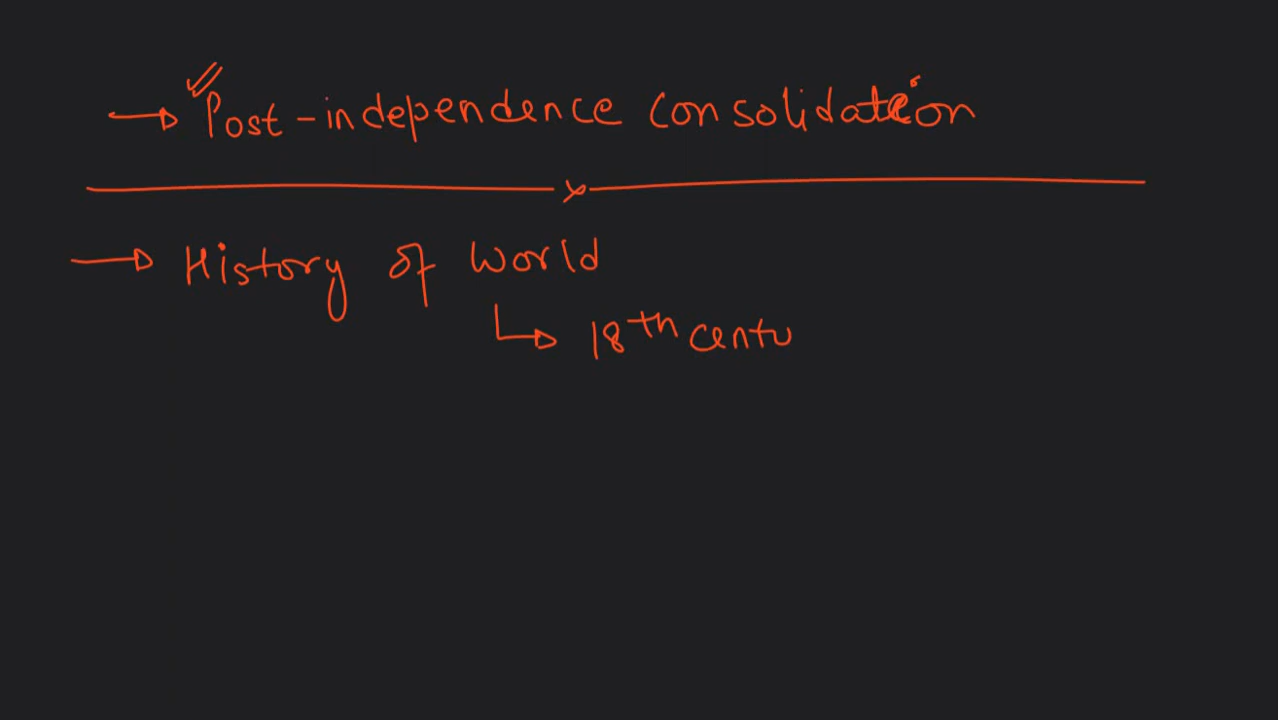 → Post-independence consolidation
→ History of World
↳ 18th centu